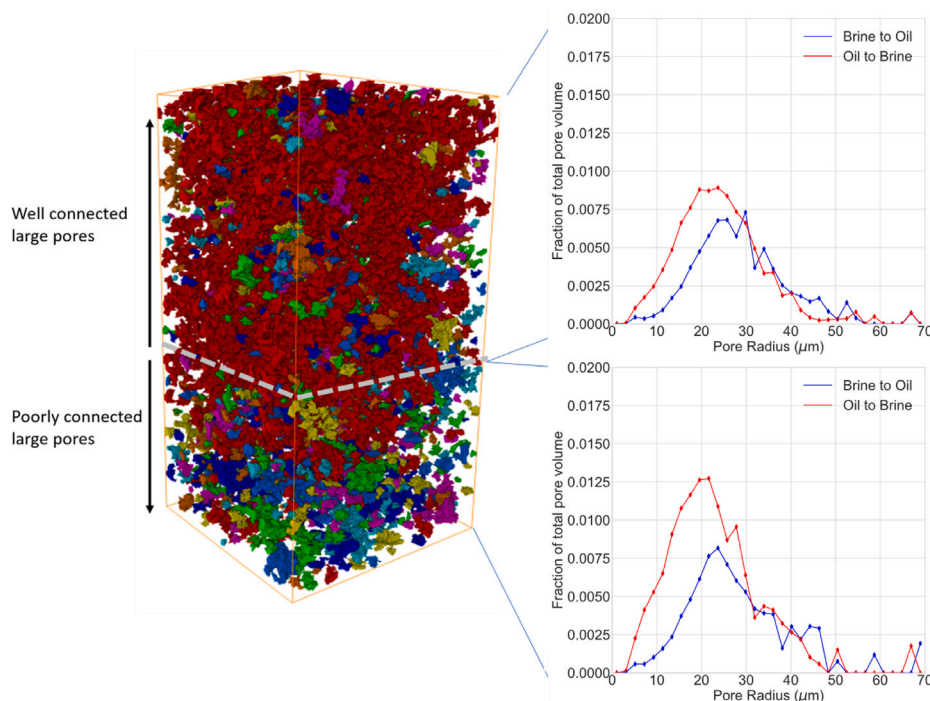 Well connected
large pores
Poorly connected
large pores
0.0200
0.0175
0.0150
0.0125
0.0100
0.0075
0.0050
0.0025
0.0000
Fraction of total pore volume
Brine to Oil
Oil to Brine
0 10 20 30 40 50 60 70
Pore Radius (μm)
0.0200
0.0175
0.0150
0.0125
0.0100
0.0075
0.0050
0.0025
0.0000
Fraction of total pore volume
Brine to Oil
Oil to Brine
0 10 20 30 40 50 60 70
Pore Radius (μm)